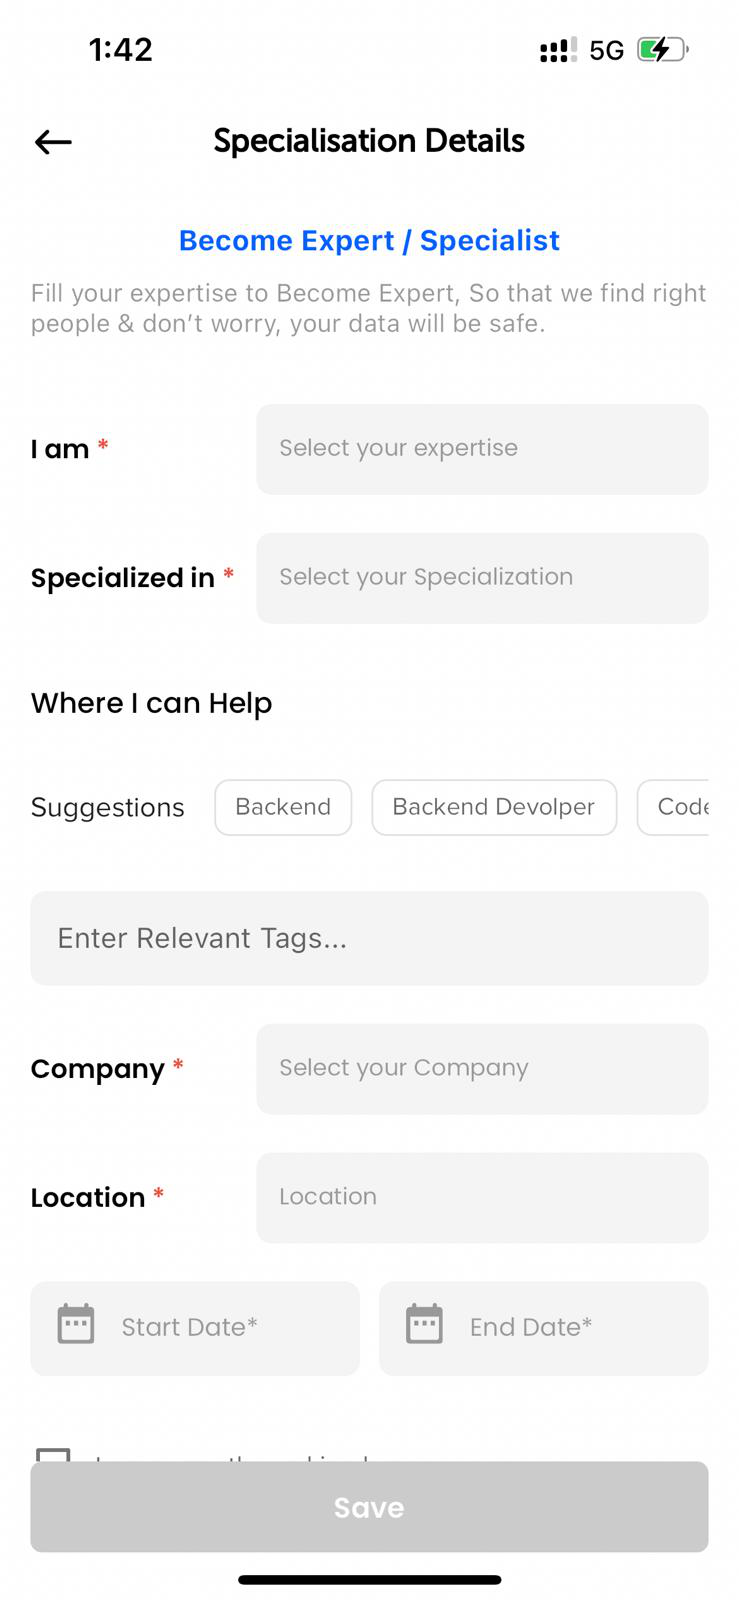 1:42
5G
Specialisation Details
Become Expert / Specialist
Fill your expertise to Become Expert, So that we find right
people & don't worry, your data will be safe.
I am *
Select your expertise
Specialized in *
Select your Specialization
Where I can Help
Suggestions
Backend
Backend Devolper
Code
Enter Relevant Tags...
Company *
Select your Company
Location *
Location
Start Date*
End Date*
Save